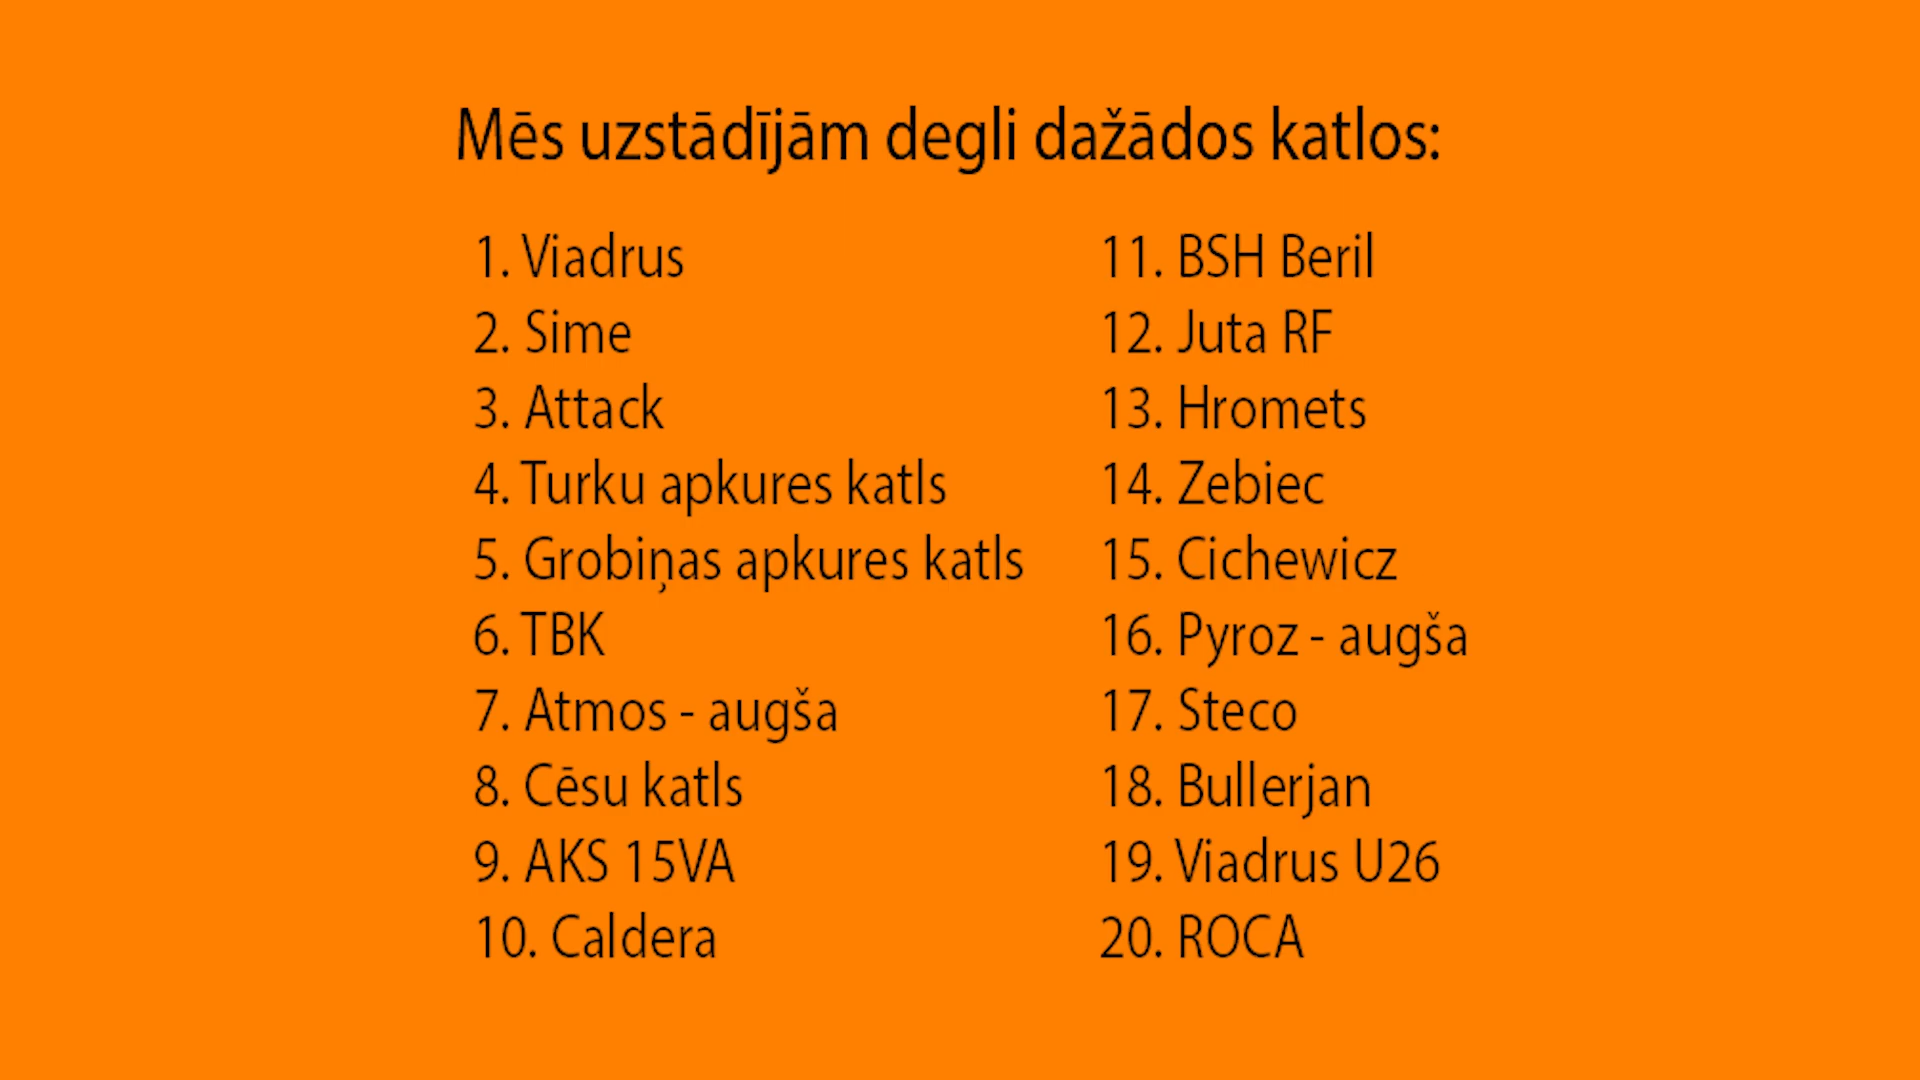 Mēs uzstādījām degli dažādos katlos:
1. Viadrus
2. Sime
3. Attack
4. Turku apkures katls
5. Grobiņas apkures katls
6. TBK
7. Atmos - augša
8. Cēsu katls
9. AKS 15VA
10. Caldera
11. BSH Beril
12. Juta RF
13. Hromets
14. Zebiec
15. Cichewicz
16. Pyroz - augša
17. Steco
18. Bullerjan
19. Viadrus U26
20. ROCA